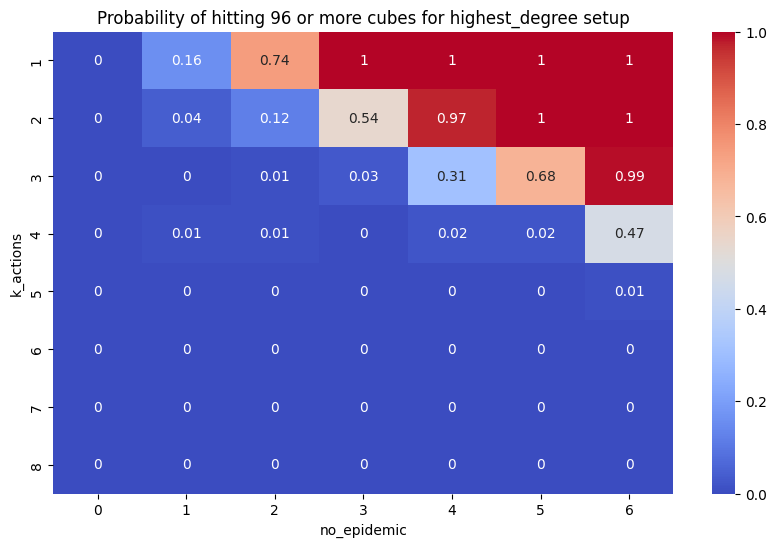 Probability of hitting 96 or more cubes for highest_degree setup
k_actions
1 0 0.16 0.74 1 1 1 1
2 0 0.04 0.12 0.54 0.97 1 1
3 0 0 0.01 0.03 0.31 0.68 0.99
4 0 0.01 0.01 0 0.02 0.02 0.47
5 0 0 0 0 0 0 0.01
6 0 0 0 0 0 0 0
7 0 0 0 0 0 0 0
8 0 0 0 0 0 0 0
0 1 2 3 4 5 6
no_epidemic
1.0
0.8
0.6
0.4
0.2
0.0